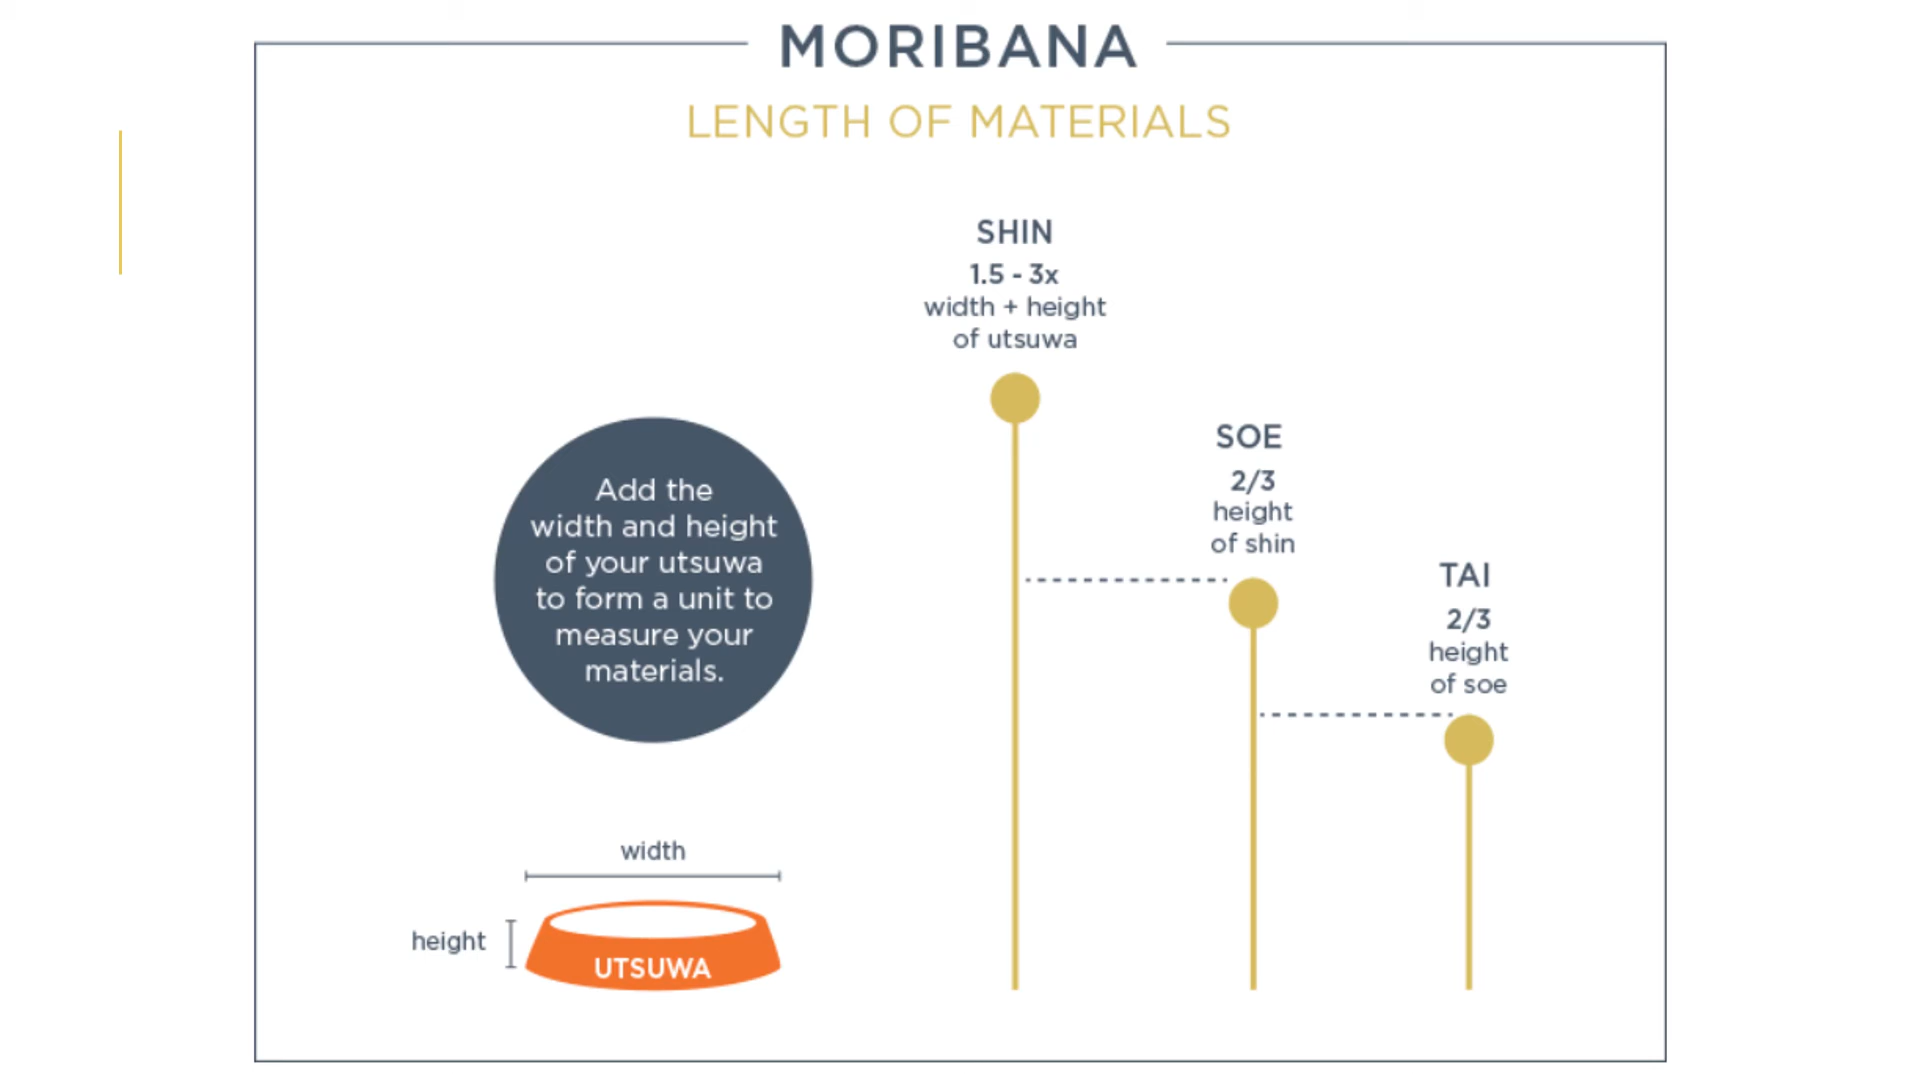 MORIBANA
LENGTH OF MATERIALS
SHIN
1.5 - 3x
width + height
of utsuwa
SOE
2/3
height
of shin
TAI
2/3
height
of soe
Add the
width and height
of your utsuwa
to form a unit to
measure your
materials.
width
height
UTSUWA